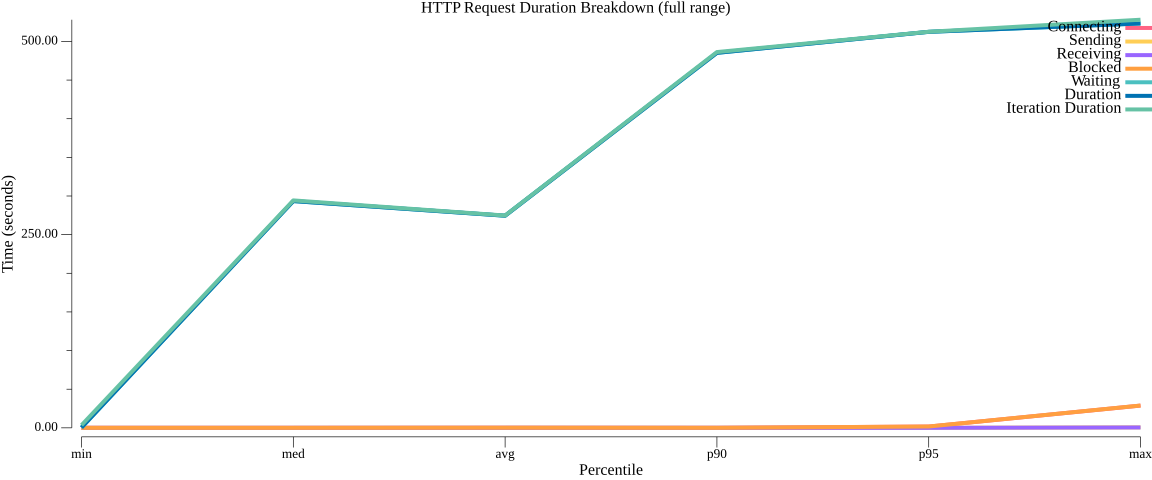 HTTP Request Duration Breakdown (full range)
Connecting
Sending
Receiving
Blocked
Waiting
Duration
Iteration Duration
500.00
250.00
0.00
Time (seconds)
min med avg p90 p95 max
Percentile